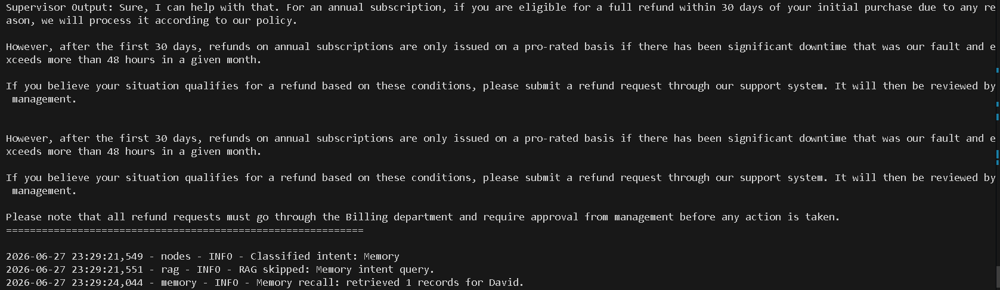 Supervisor Output: Sure, I can help with that. For an annual subscription, if you are eligible for a full refund within 30 days of your initial purchase due to any re
ason, we will process it according to our policy.
However, after the first 30 days, refunds on annual subscriptions are only issued on a pro-rated basis if there has been significant downtime that was our fault and e
xceeds more than 48 hours in a given month.
If you believe your situation qualifies for a refund based on these conditions, please submit a refund request through our support system. It will then be reviewed by
management.
However, after the first 30 days, refunds on annual subscriptions are only issued on a pro-rated basis if there has been significant downtime that was our fault and e
xceeds more than 48 hours in a given month.
If you believe your situation qualifies for a refund based on these conditions, please submit a refund request through our support system. It will then be reviewed by
management.
Please note that all refund requests must go through the Billing department and require approval from management before any action is taken.
============================================================
2026-06-27 23:29:21,549 - nodes - INFO - Classified intent: Memory
2026-06-27 23:29:21,551 - rag - INFO - RAG skipped: Memory intent query.
2026-06-27 23:29:24,044 - memory - INFO - Memory recall: retrieved 1 records for David.